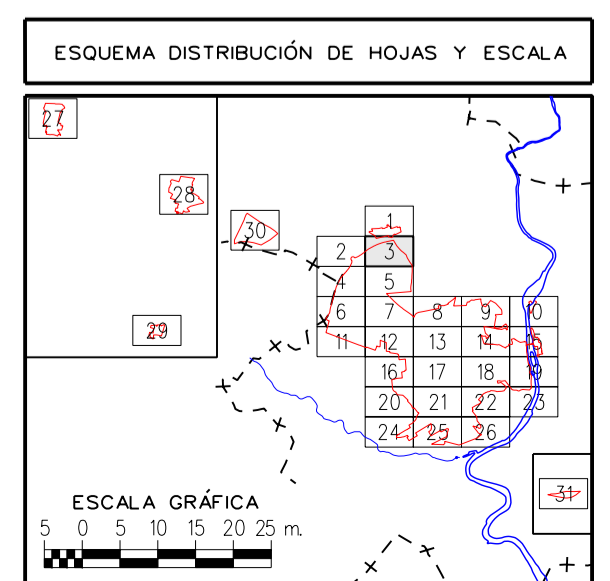 ESQUEMA DISTRIBUCIÓN DE HOJAS Y ESCALA
27
28
30
1
2 3
4 5
6 7 8 9 10
29
11 12 13 14 15
16 17 18 19
20 21 22 23
24 25 26
31
ESCALA GRÁFICA
5 0 5 10 15 20 25 m.